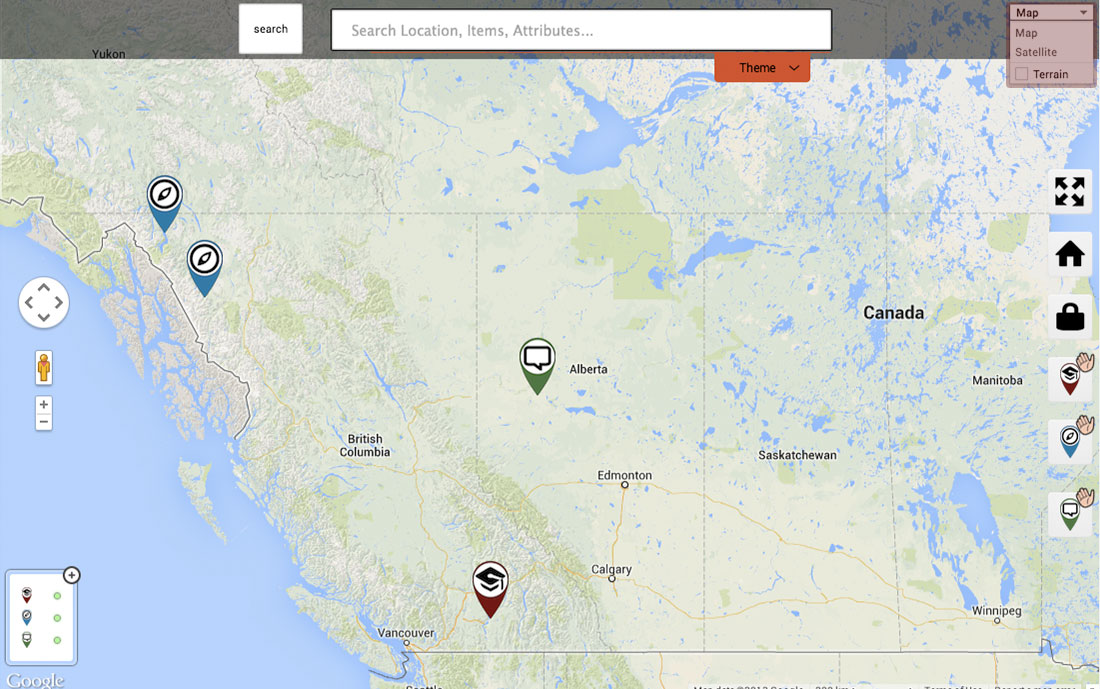 search
Search Location, Items, Attributes...
Map
Map
Satellite
Terrain
Yukon
Theme
Canada
Alberta
Manitoba
British
Columbia
Saskatchewan
Edmonton
Calgary
Winnipeg
Vancouver
+
−
+
Google
Seattle